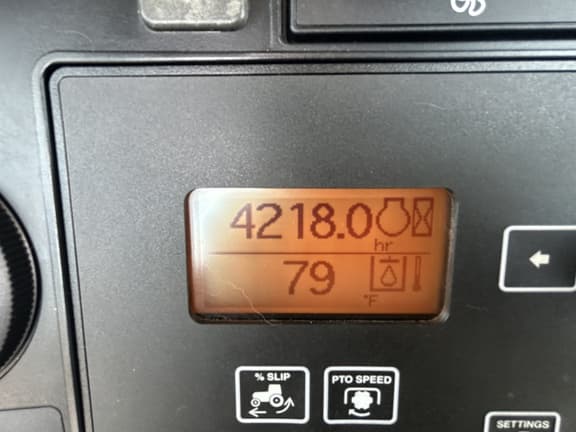 4218.0
hr
79
°F
% SLIP
PTO SPEED
SETTINGS